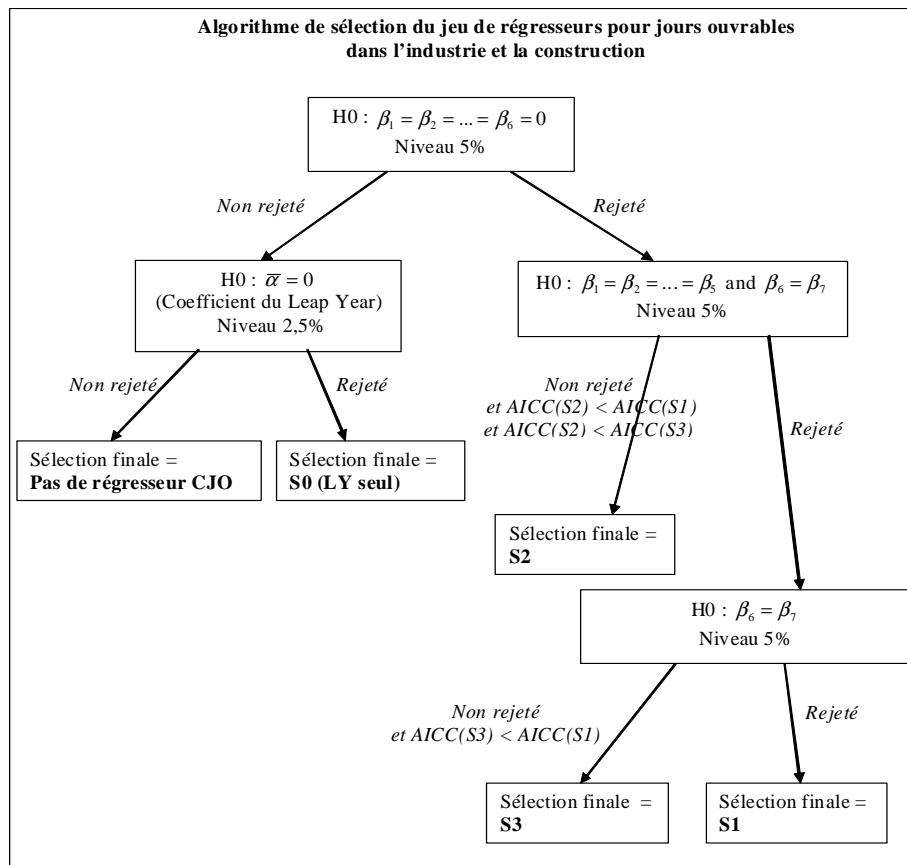 Algorithme de sélection du jeu de régresseurs pour jours ouvrables
dans l'industrie et la construction
H0 : β₁ = β₂ = ... = β₆ = 0
Niveau 5%
Non rejeté
Rejeté
H0 : α̅ = 0
(Coefficient du Leap Year)
Niveau 2,5%
H0 : β₁ = β₂ = ... = β₅ and β₆ = β₇
Niveau 5%
Non rejeté
Rejeté
Non rejeté
et AICC(S2) < AICC(S1)
et AICC(S2) < AICC(S3)
Rejeté
Sélection finale =
Pas de régresseur CJO
Sélection finale =
S0 (LY seul)
Sélection finale =
S2
H0 : β₆ = β₇
Niveau 5%
Non rejeté
et AICC(S3) < AICC(S1)
Rejeté
Sélection finale =
S3
Sélection finale =
S1